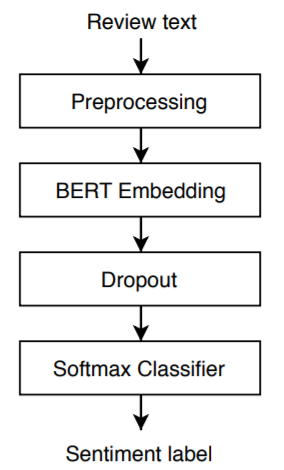 Review text
Preprocessing
BERT Embedding
Dropout
Softmax Classifier
Sentiment label